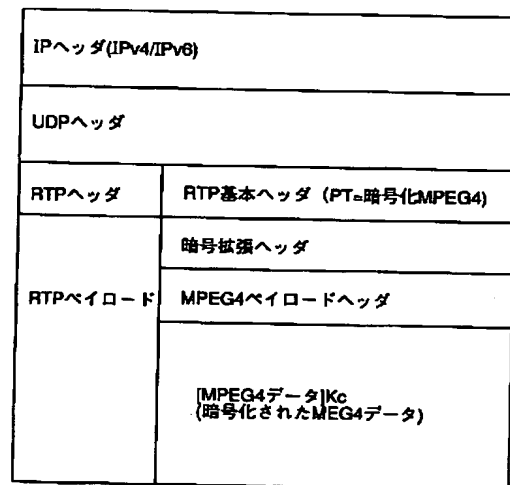 IPヘッダ(IPv4/IPv6)
UDPヘッダ
RTPヘッダ
RTP基本ヘッダ (PT=暗号化MPEG4)
暗号拡張ヘッダ
RTPペイロード
MPEG4ペイロードヘッダ
[MPEG4データ]Kc
(暗号化されたMEG4データ)